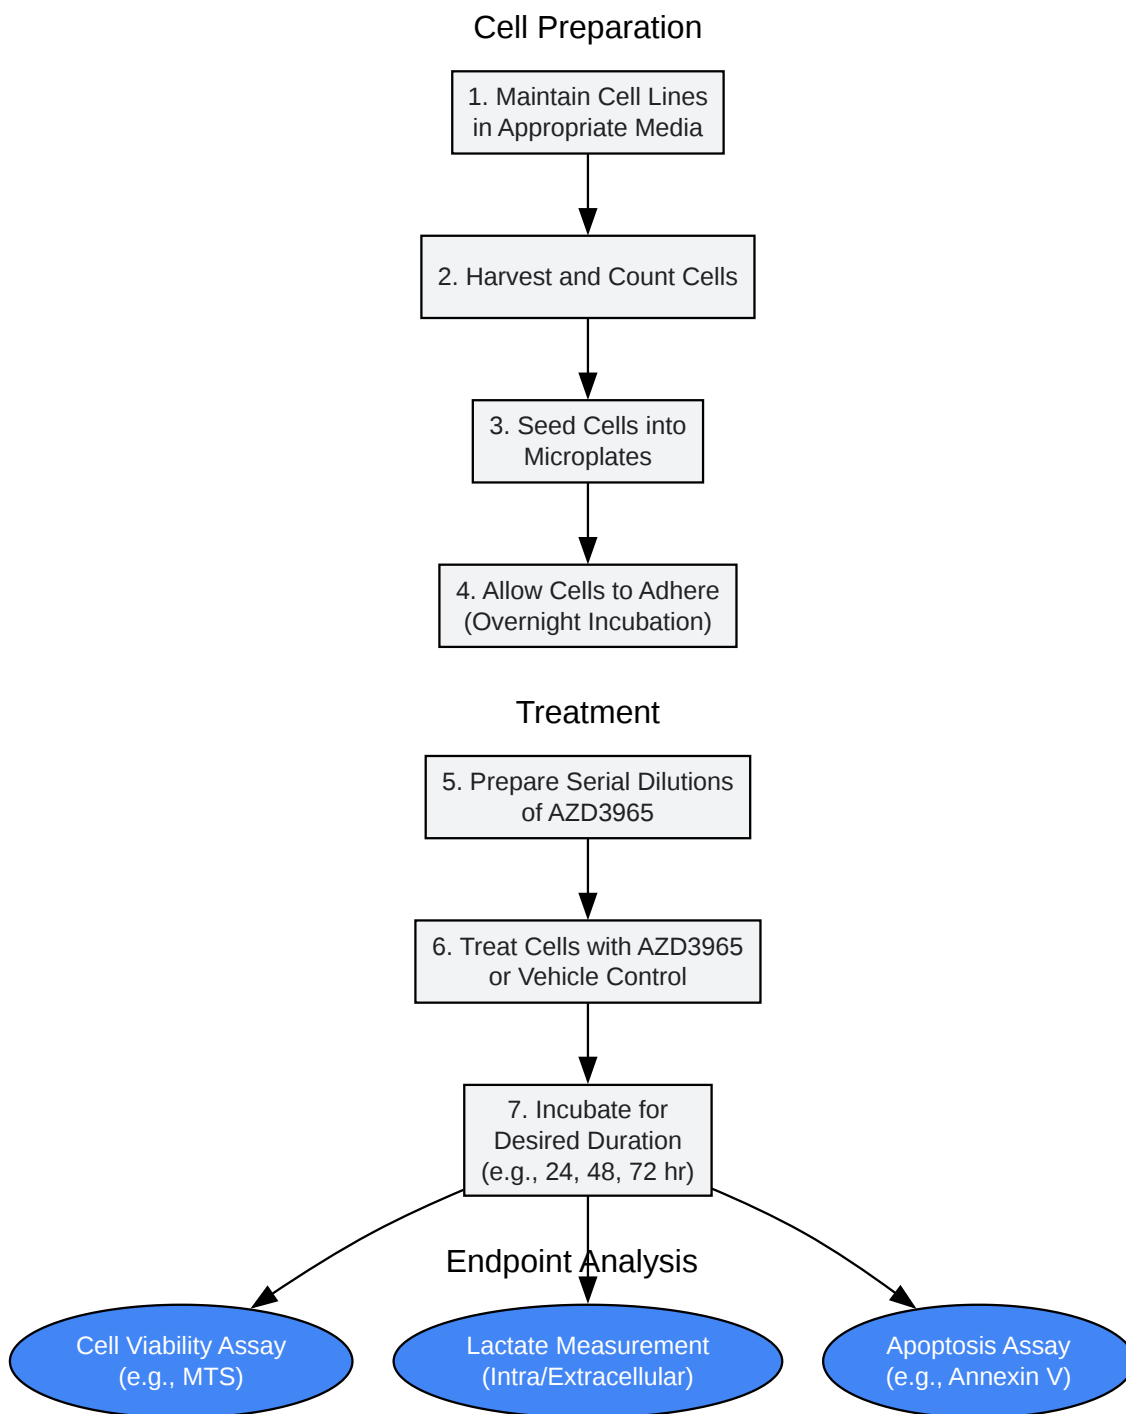 Cell Preparation
1. Maintain Cell Lines
in Appropriate Media
2. Harvest and Count Cells
3. Seed Cells into
Microplates
4. Allow Cells to Adhere
(Overnight Incubation)
Treatment
5. Prepare Serial Dilutions
of AZD3965
6. Treat Cells with AZD3965
or Vehicle Control
7. Incubate for
Desired Duration
(e.g., 24, 48, 72 hr)
Endpoint Analysis
Cell Viability Assay
(e.g., MTS)
Lactate Measurement
(Intra/Extracellular)
Apoptosis Assay
(e.g., Annexin V)